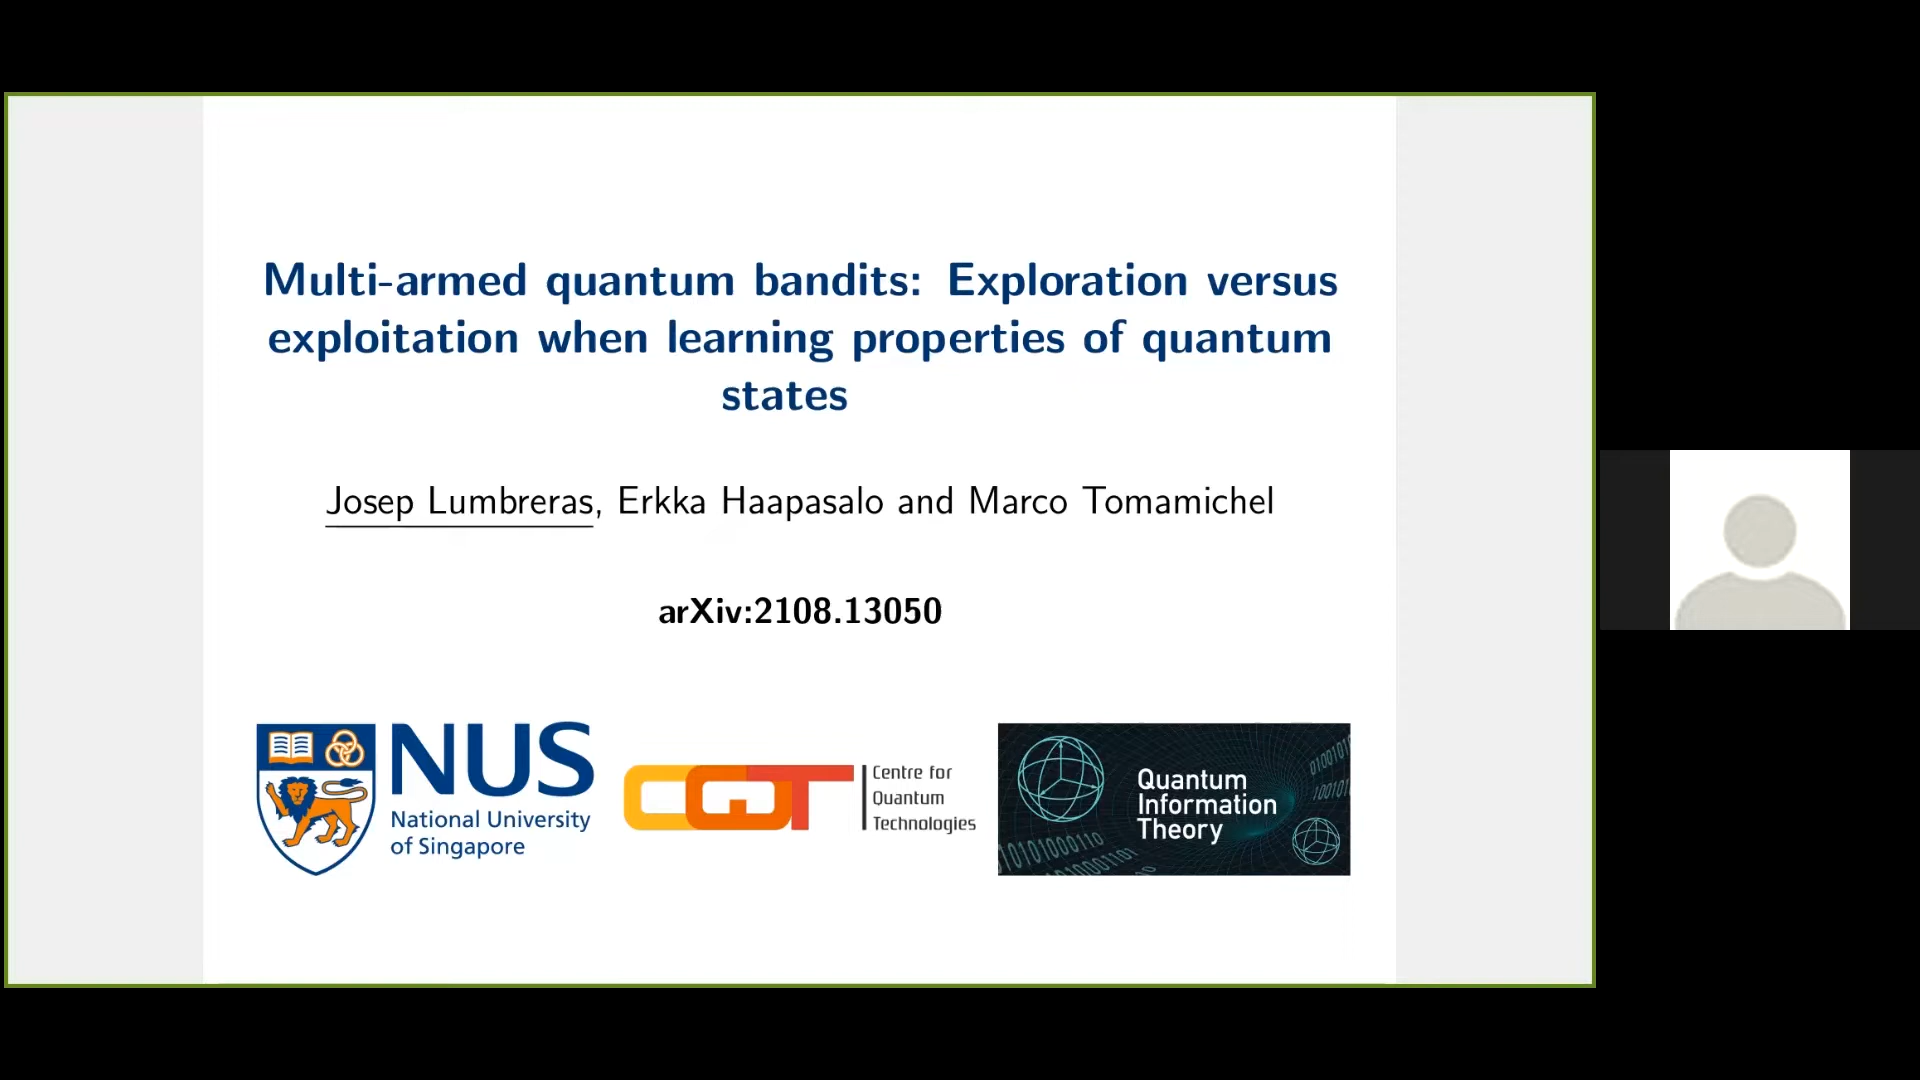 Multi-armed quantum bandits: Exploration versus
exploitation when learning properties of quantum
states
Josep Lumbreras, Erkka Haapasalo and Marco Tomamichel
arXiv:2108.13050
NUS
National University
of Singapore
CQT
Centre for
Quantum
Technologies
Quantum
Information
Theory